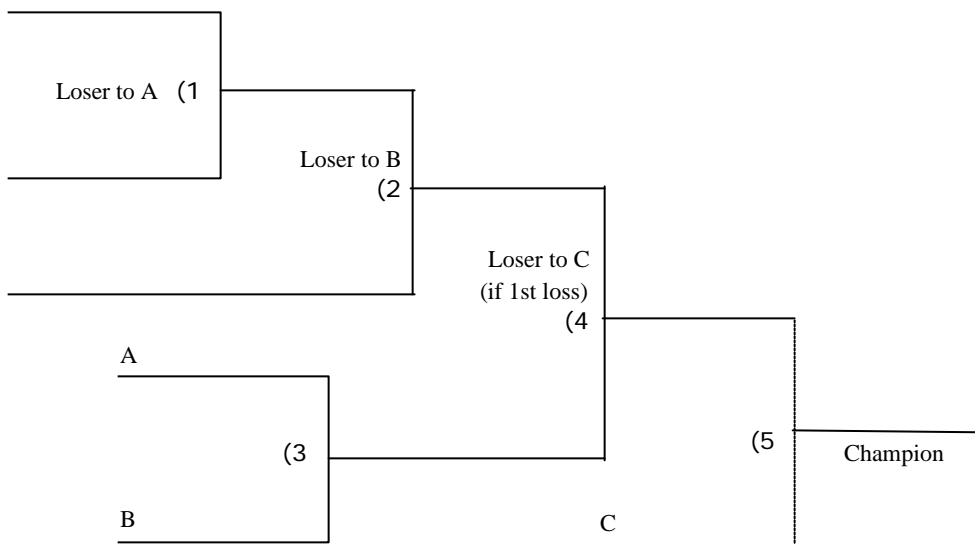 Loser to A (1
Loser to B
(2
Loser to C
(if 1st loss)
(4
A
(3
(5
Champion
B
C